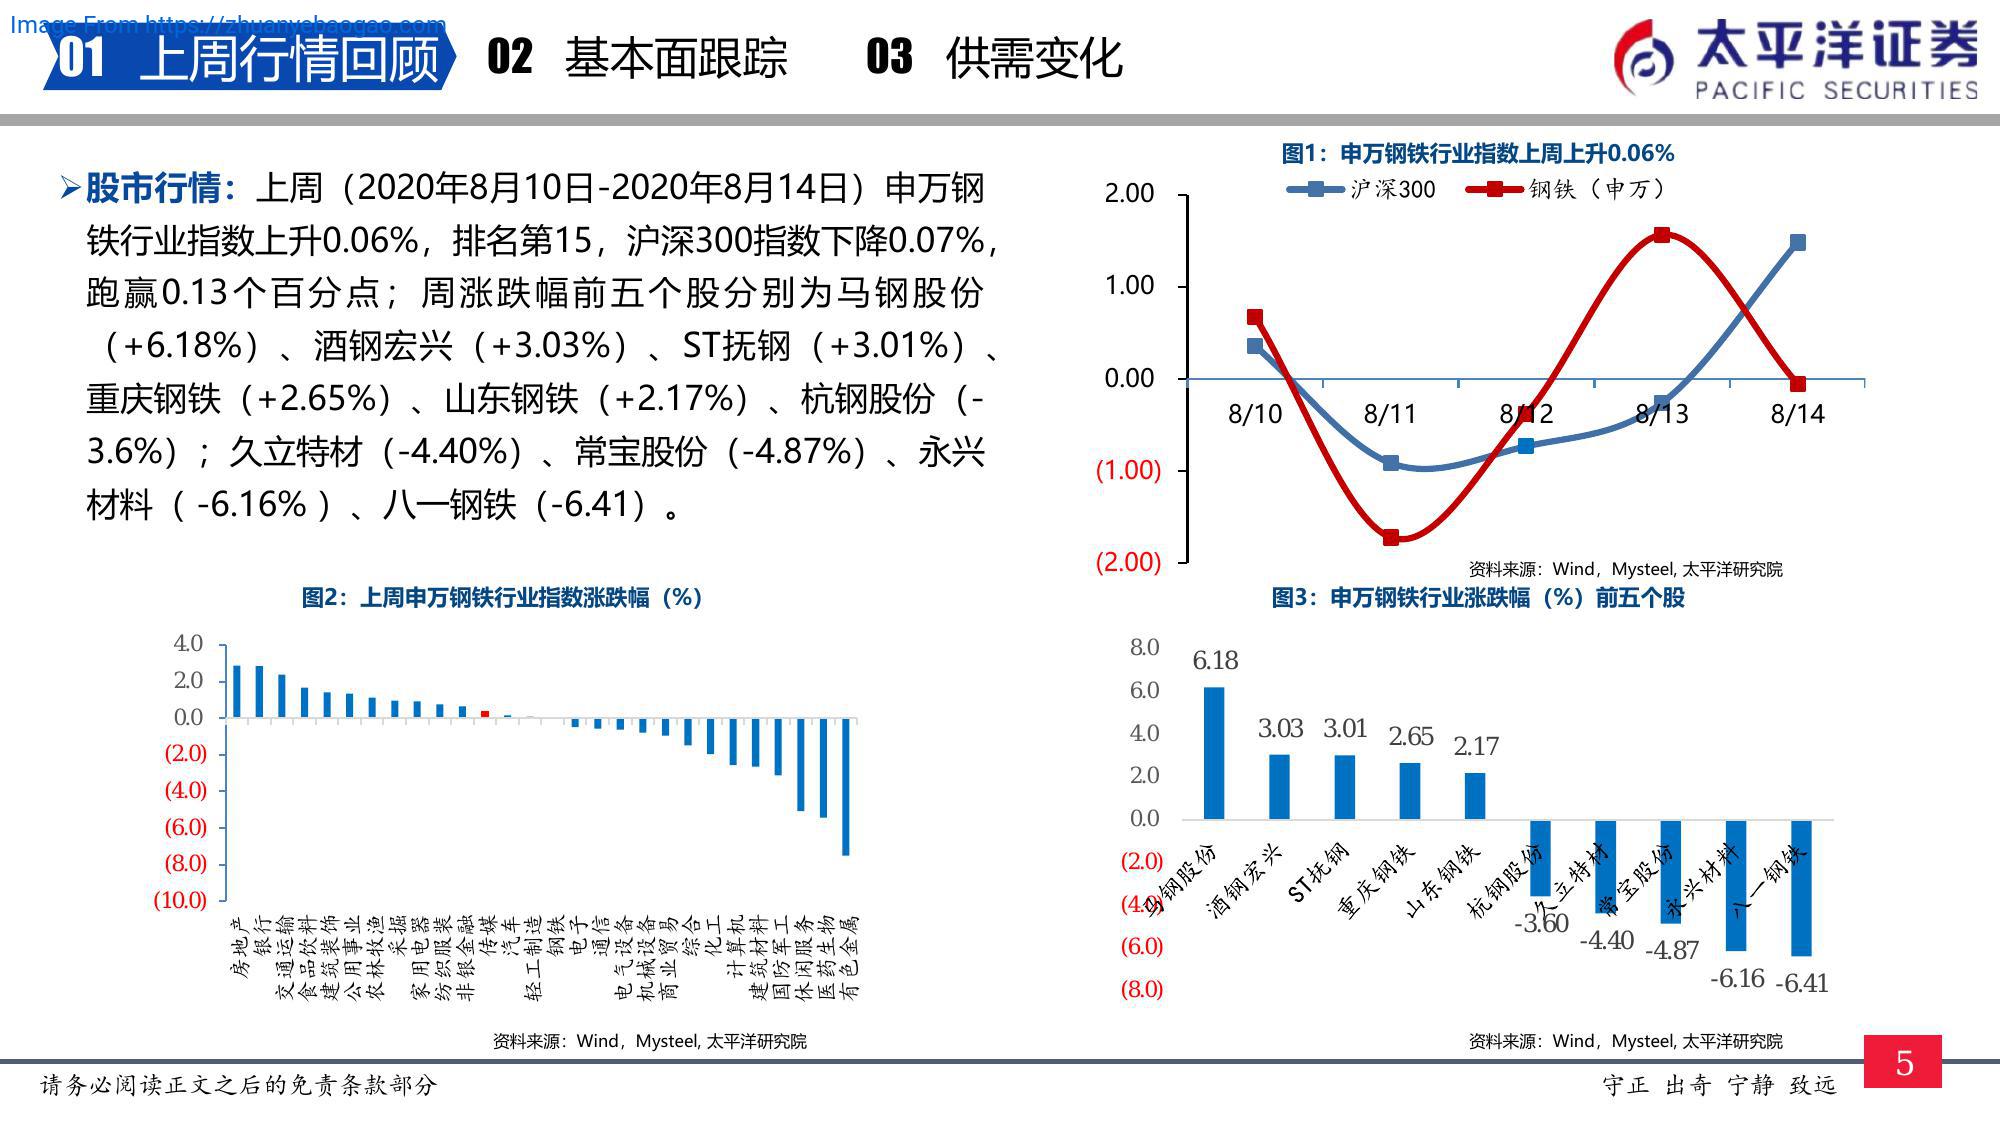 Image From https://zhuanyebaogao.com
01 上周行情回顾 02 基本面跟踪 03 供需变化
太平洋证券
PACIFIC SECURITIES
➢股市行情：上周（2020年8月10日-2020年8月14日）申万钢
铁行业指数上升0.06%，排名第15，沪深300指数下降0.07%，
跑赢0.13个百分点；周涨跌幅前五个股分别为马钢股份
（+6.18%）、酒钢宏兴（+3.03%）、ST抚钢（+3.01%）、
重庆钢铁（+2.65%）、山东钢铁（+2.17%）、杭钢股份（-
3.6%）；久立特材（-4.40%）、常宝股份（-4.87%）、永兴
材料（ -6.16% ）、八一钢铁（-6.41）。
图1：申万钢铁行业指数上周上升0.06%
沪深300 钢铁（申万）
2.00
1.00
0.00
(1.00)
(2.00)
8/10 8/11 8/12 8/13 8/14
资料来源：Wind，Mysteel, 太平洋研究院
图2：上周申万钢铁行业指数涨跌幅（%）
4.0
2.0
0.0
(2.0)
(4.0)
(6.0)
(8.0)
(10.0)
房地产
银行
交通运输
食品饮料
建筑装饰
公用事业
农林牧渔
采掘
家用电器
纺织服装
非银金融
传媒
汽车
轻工制造
钢铁
电子
通信
电气设备
机械设备
商业贸易
综合
化工
计算机
建筑材料
国防军工
休闲服务
医药生物
有色金属
资料来源：Wind，Mysteel, 太平洋研究院
图3：申万钢铁行业涨跌幅（%）前五个股
8.0
6.0
4.0
2.0
0.0
(2.0)
(4.0)
(6.0)
(8.0)
6.18 3.03 3.01 2.65 2.17
-3.60 -4.40 -4.87 -6.16 -6.41
马钢股份
酒钢宏兴
ST抚钢
重庆钢铁
山东钢铁
杭钢股份
久立特材
常宝股份
永兴材料
八一钢铁
资料来源：Wind，Mysteel, 太平洋研究院
请务必阅读正文之后的免责条款部分
守正 出奇 宁静 致远
5